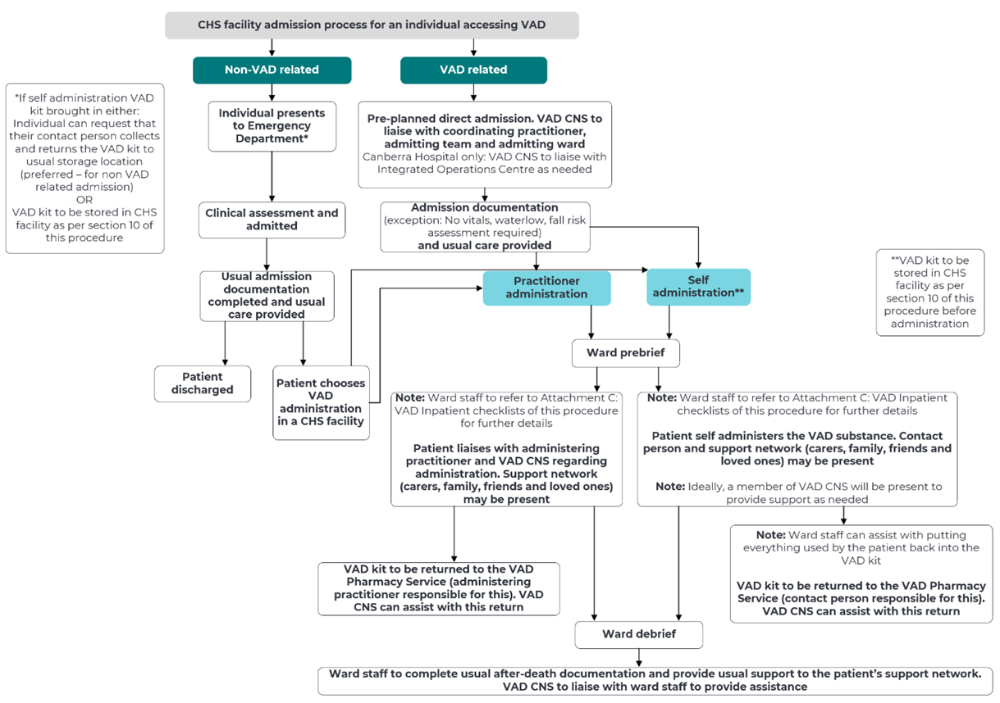 CHS facility admission process for an individual accessing VAD
Non-VAD related
VAD related
*If self administration VAD
kit brought in either:
Individual can request that
their contact person collects
and returns the VAD kit to
usual storage location
(preferred – for non VAD
related admission)
OR
VAD kit to be stored in CHS
facility as per section 10 of
this procedure
Individual presents
to Emergency
Department*
Pre-planned direct admission. VAD CNS to
liaise with coordinating practitioner,
admitting team and admitting ward
Canberra Hospital only: VAD CNS to liaise with
Integrated Operations Centre as needed
Clinical assessment and
admitted
Admission documentation
(exception: No vitals, waterlow, fall risk
assessment required)
and usual care provided
**VAD kit to be
stored in CHS
facility as per
section 10 of this
procedure before
administration
Usual admission
documentation
completed and usual
care provided
Practitioner
administration
Self
administration**
Ward prebrief
Patient
discharged
Patient chooses
VAD
administration
in a CHS facility
Note: Ward staff to refer to Attachment C:
VAD Inpatient checklists of this procedure
for further details
Patient liaises with administering
practitioner and VAD CNS regarding
administration. Support network
(carers, family, friends and loved ones)
may be present
Note: Ward staff to refer to Attachment C: VAD Inpatient
checklists of this procedure for further details
Patient self administers the VAD substance. Contact
person and support network (carers, family, friends and
loved ones) may be present
Note: Ideally, a member of VAD CNS will be present to
provide support as needed
VAD kit to be returned to the VAD
Pharmacy Service (administering
practitioner responsible for this). VAD
CNS can assist with this return
Note: Ward staff can assist with putting
everything used by the patient back into the
VAD kit
VAD kit to be returned to the VAD Pharmacy
Service (contact person responsible for this).
VAD CNS can assist with this return
Ward debrief
Ward staff to complete usual after-death documentation and provide usual support to the patient's support network.
VAD CNS to liaise with ward staff to provide assistance